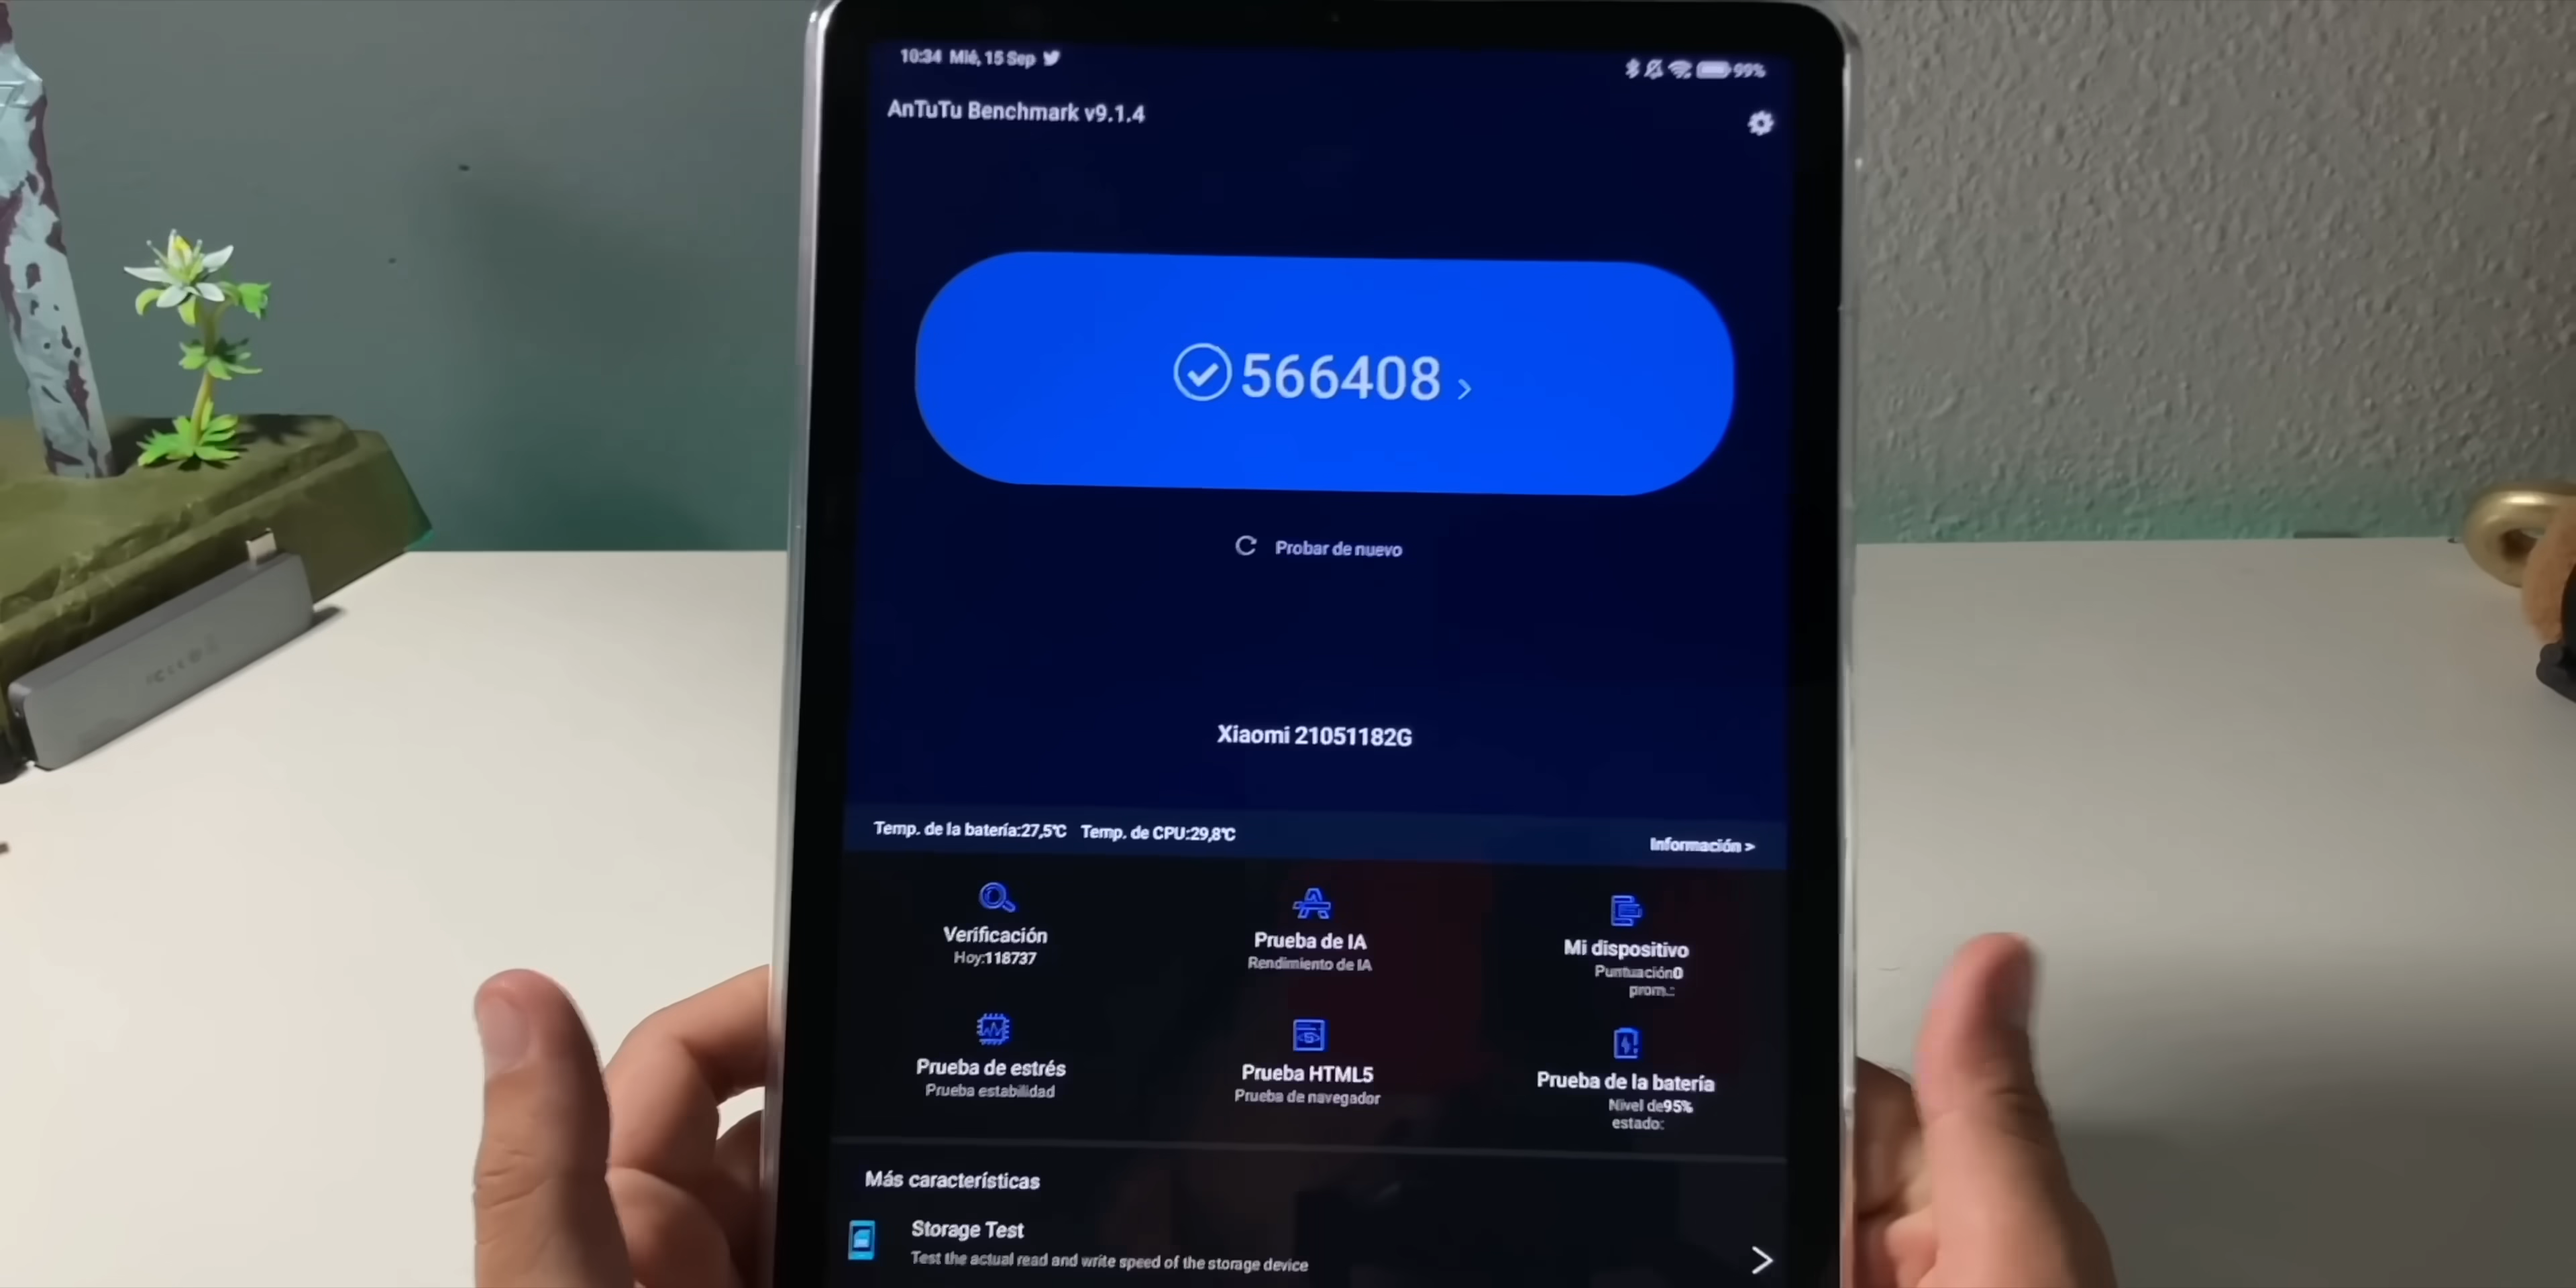 10:34 Mié, 15 Sep
99%
AnTuTu Benchmark v9.1.4
566408 >
Probar de nuevo
Xiaomi 21051182G
Temp. de la batería:27,5℃ Temp. de CPU:29,8℃
Información >
Verificación
Hoy:118737
Prueba de IA
Rendimiento de IA
Mi dispositivo
Puntuación0
prom.:
Prueba de estrés
Prueba estabilidad
Prueba HTML5
Prueba de navegador
Prueba de la batería
Nivel de95%
estado:
Más características
Storage Test
Test the actual read and write speed of the storage device